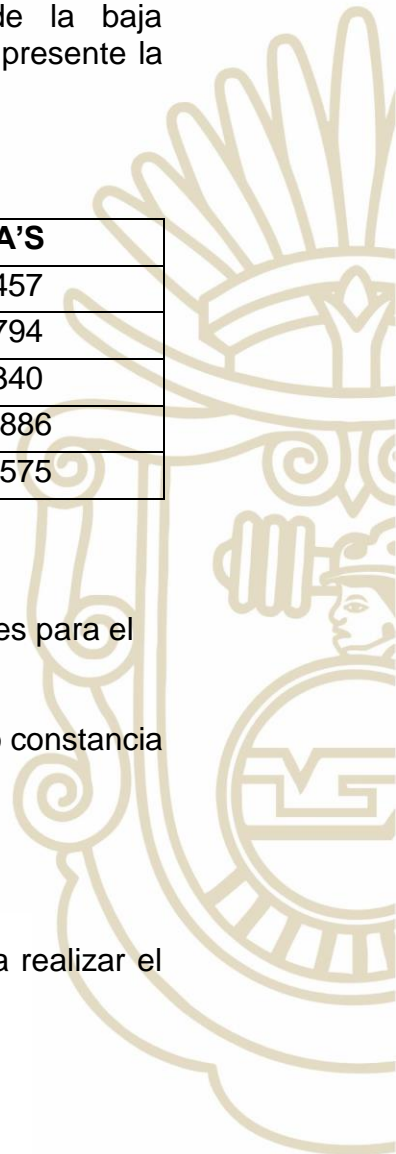 de la baja
presente la
A'S
457
794
340
886
575
es para el
constancia
a realizar el